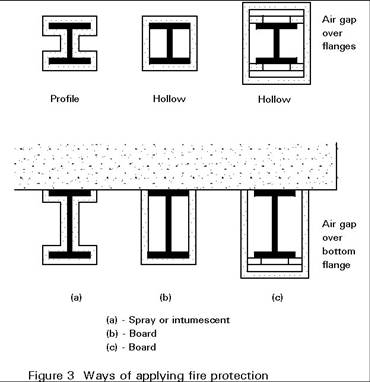 Air gap
over
flanges
Profile
Hollow
Hollow
Air gap
over
bottom
flange
(a)
(b)
(c)
(a) - Spray or intumescent
(b) - Board
(c) - Board
Figure 3 Ways of applying fire protection